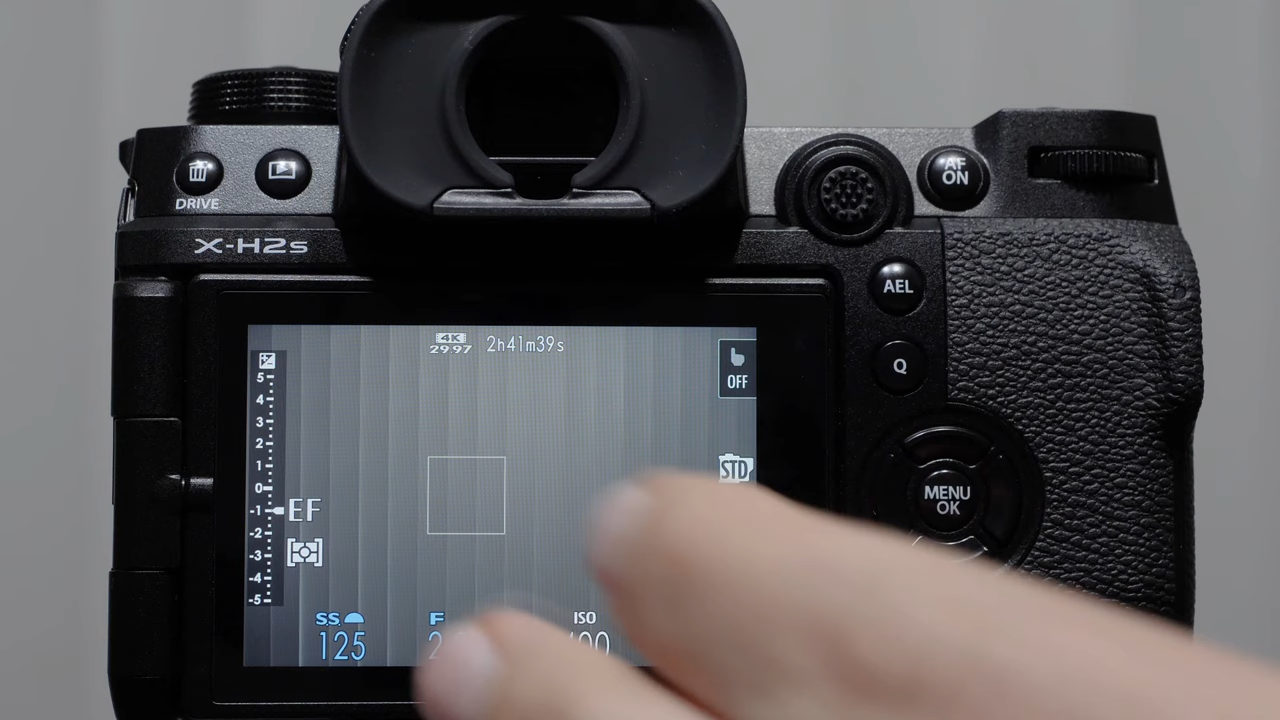 DRIVE
AF
ON
X-H2s
AEL
4K
29.97
2h41m39s
OFF
Q
5
4
3
2
1
0
-1
-2
-3
-4
-5
EF
STD
MENU
OK
S.S.
125
F
2
ISO